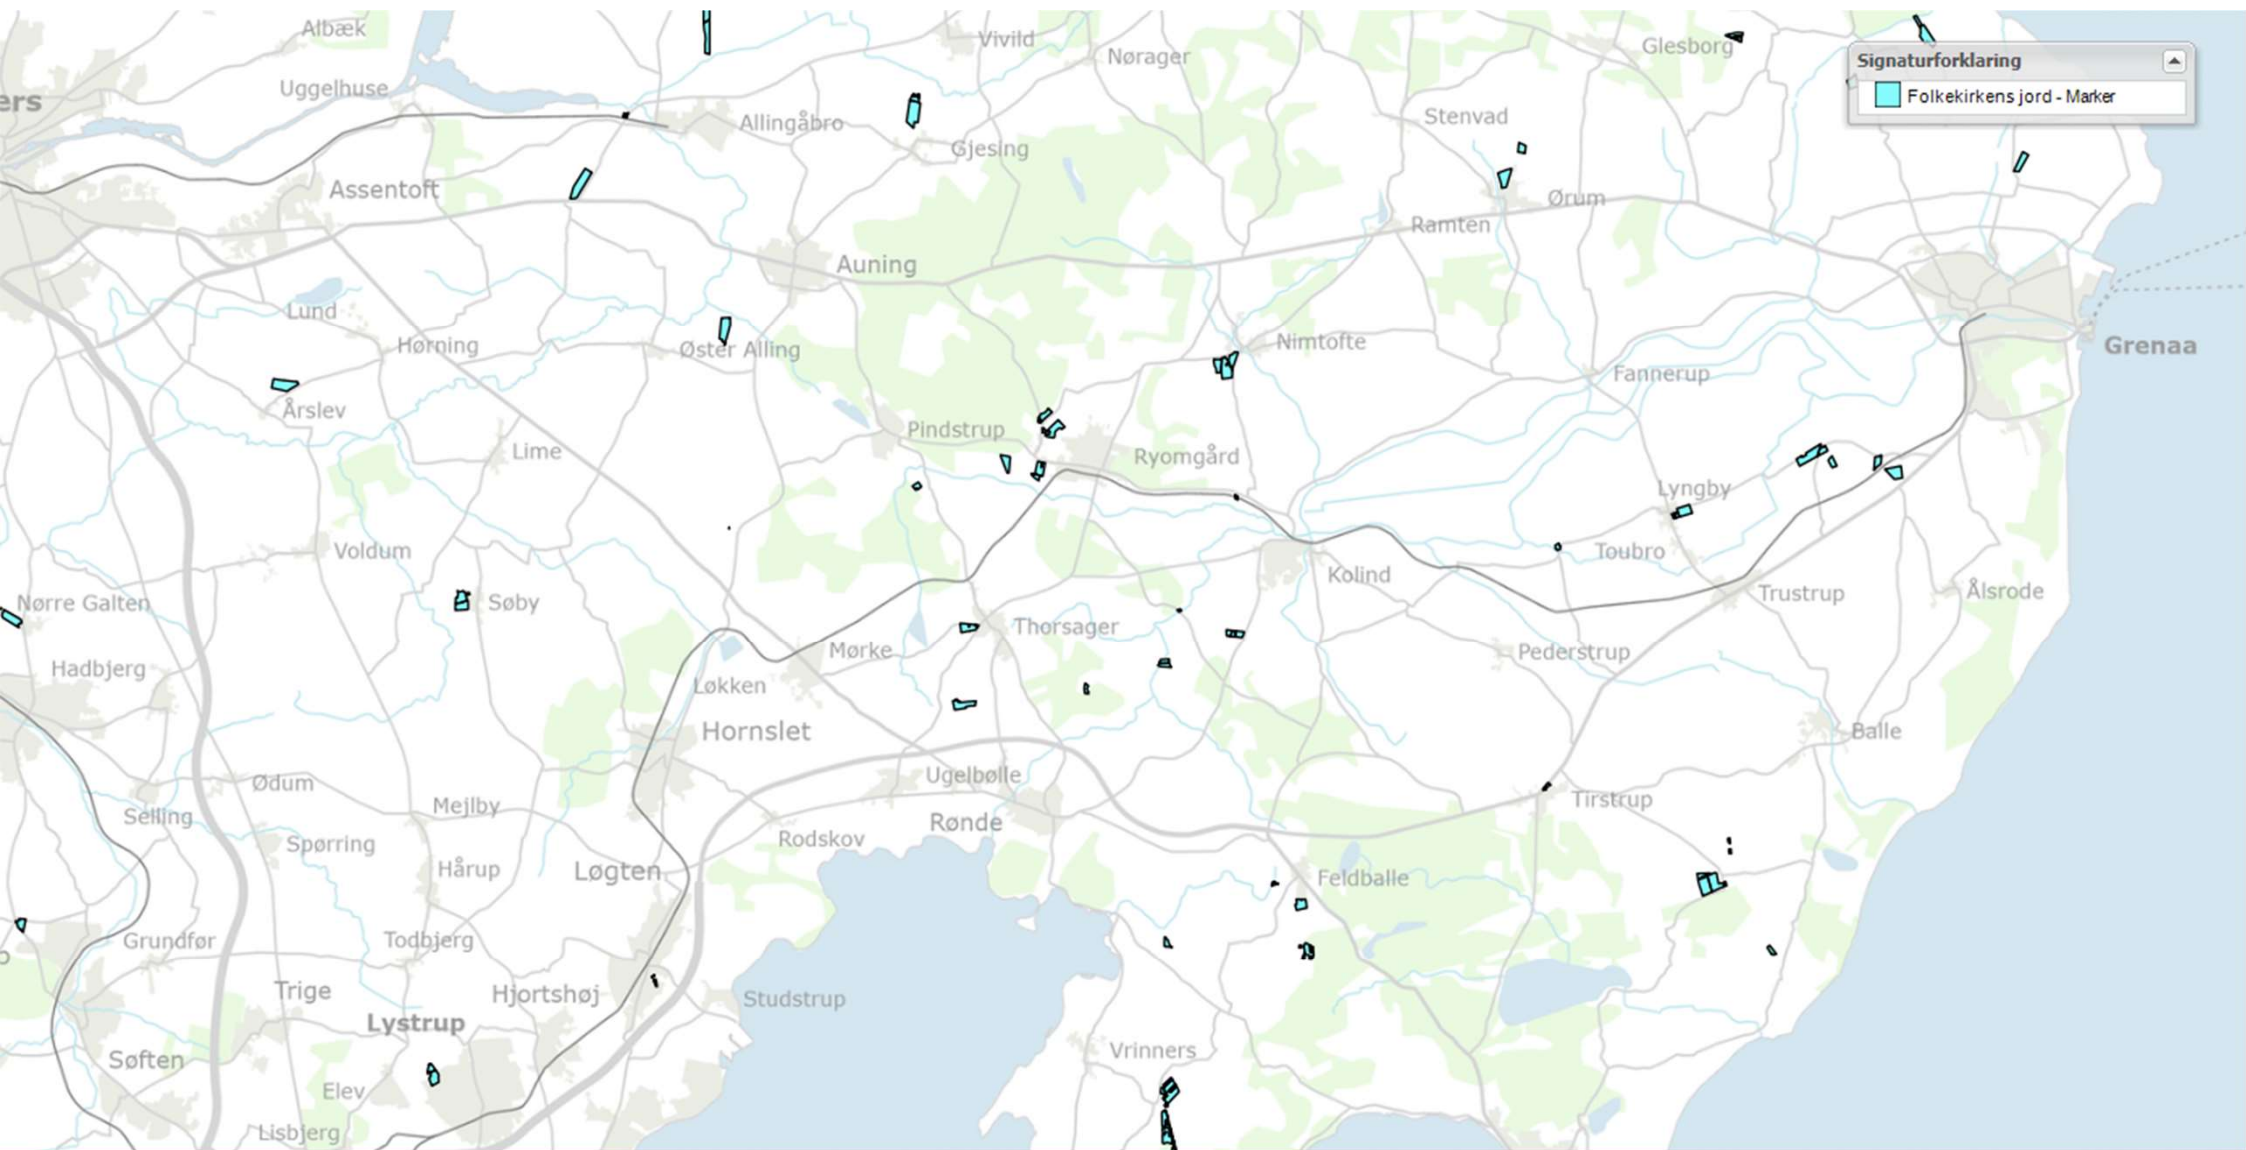 Albæk
Vivild
Glesborg
Nørager
Signaturforklaring
Folkekirkens jord - Marker
Uggelhuse
ers
Allingåbro
Stenvad
Gjesing
Assentoft
Ørum
Ramten
Auning
Lund
Hørning
Øster Alling
Nimtofte
Grenaa
Fannerup
Årslev
Pindstrup
Lime
Ryomgård
Lyngby
Voldum
Toubro
Kolind
Nørre Galten
Søby
Trustrup
Ålsrode
Thorsager
Mørke
Pederstrup
Hadbjerg
Løkken
Hornslet
Balle
Ugelbølle
Ødum
Mejlby
Tirstrup
Selling
Rønde
Spørring
Rodskov
Hårup
Løgten
Feldballe
Grundfør
Todbjerg
Trige
Hjortshøj
Studstrup
Lystrup
Vrinners
Søften
Elev
Lisbjerg